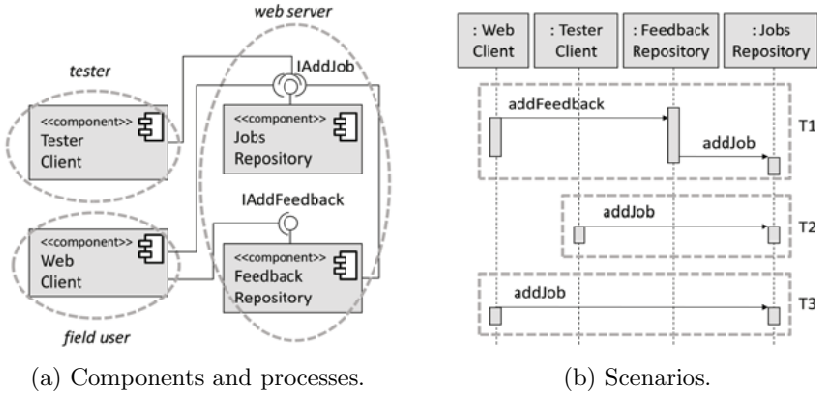 web server
tester
IAddJob
<<component>>
Tester
Client
<<component>>
Jobs
Repository
IAddFeedback
<<component>>
Web
Client
<<component>>
Feedback
Repository
field user
(a) Components and processes.
: Web
Client
: Tester
Client
: Feedback
Repository
: Jobs
Repository
addFeedback
addJob
T1
addJob
T2
addJob
T3
(b) Scenarios.